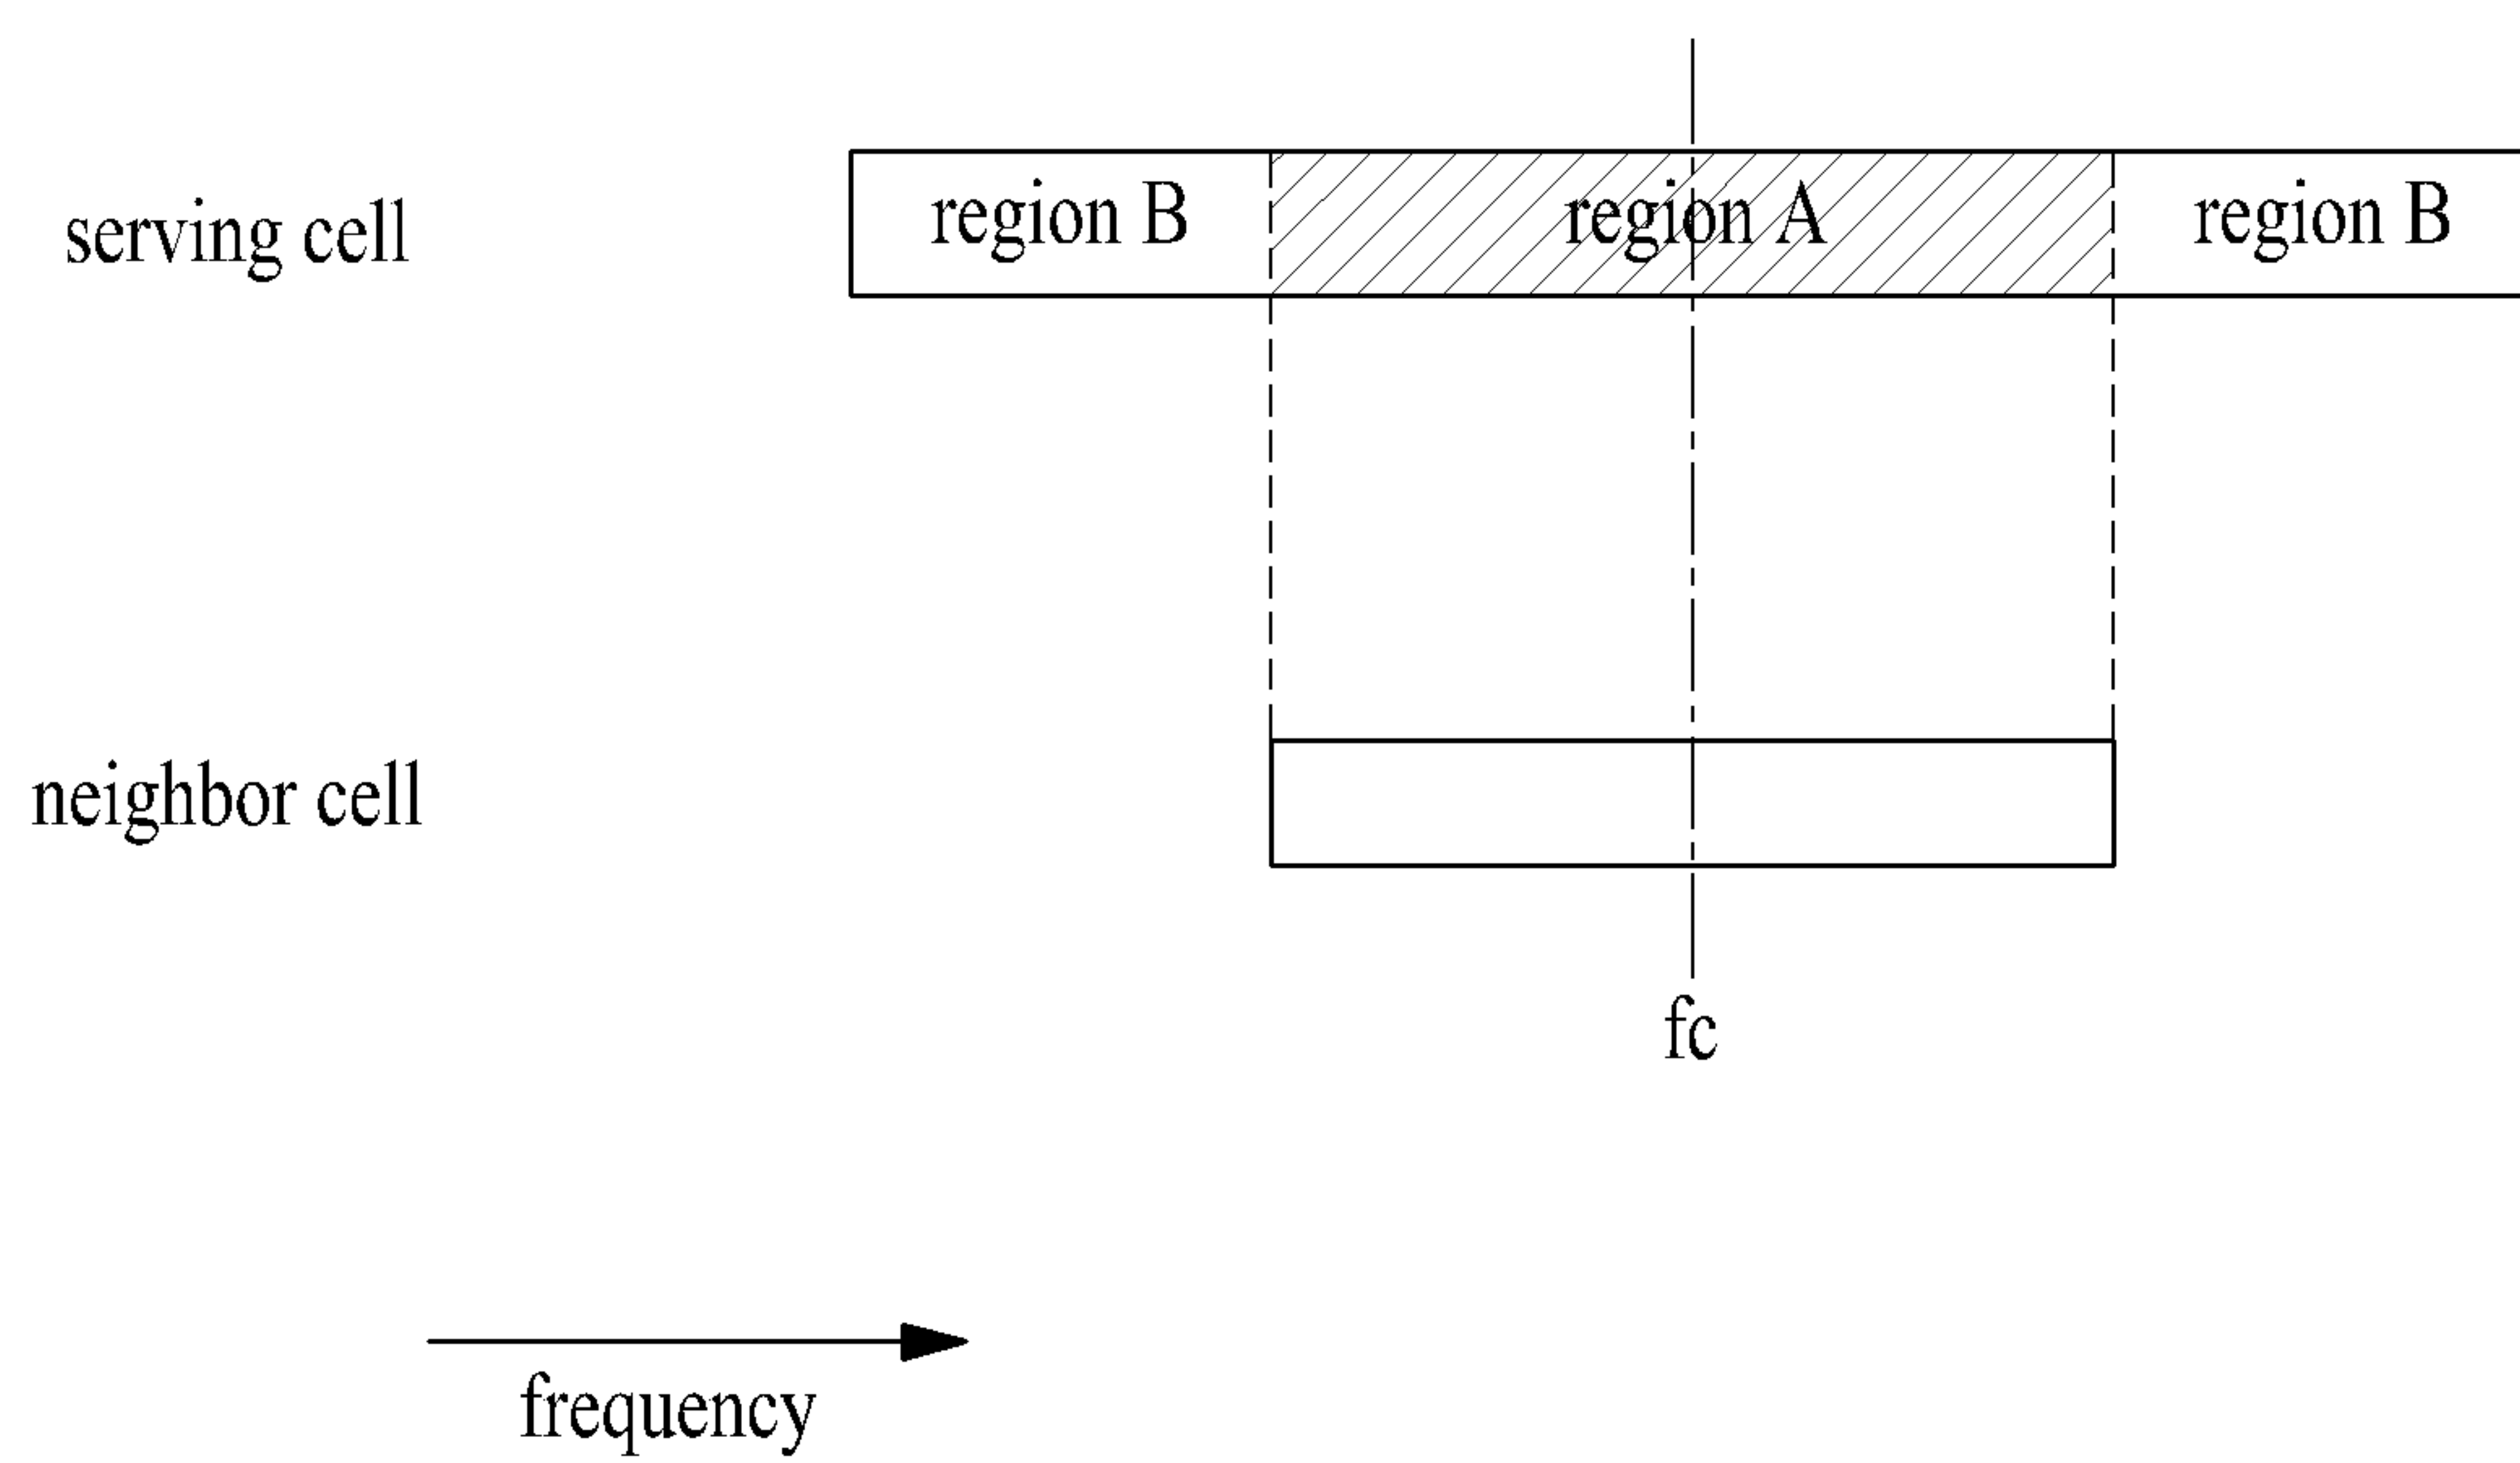 serving cell
region B
region A
region B
neighbor cell
fc
frequency